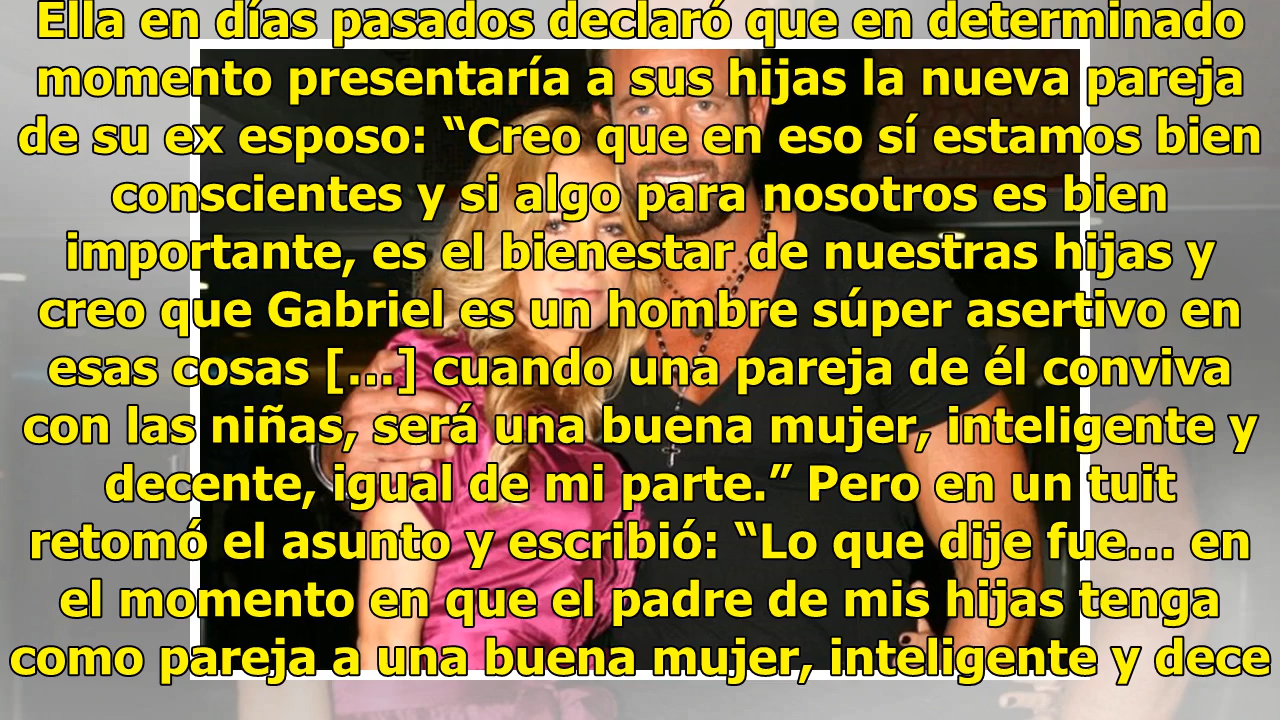 Ella en días pasados declaró que en determinado
momento presentaría a sus hijas la nueva pareja
de su ex esposo: “Creo que en eso sí estamos bien
conscientes y si algo para nosotros es bien
importante, es el bienestar de nuestras hijas y
creo que Gabriel es un hombre súper asertivo en
esas cosas [...] cuando una pareja de él conviva
con las niñas, será una buena mujer, inteligente y
decente, igual de mi parte.” Pero en un tuit
retomó el asunto y escribió: “Lo que dije fue... en
el momento en que el padre de mis hijas tenga
como pareja a una buena mujer, inteligente y dece